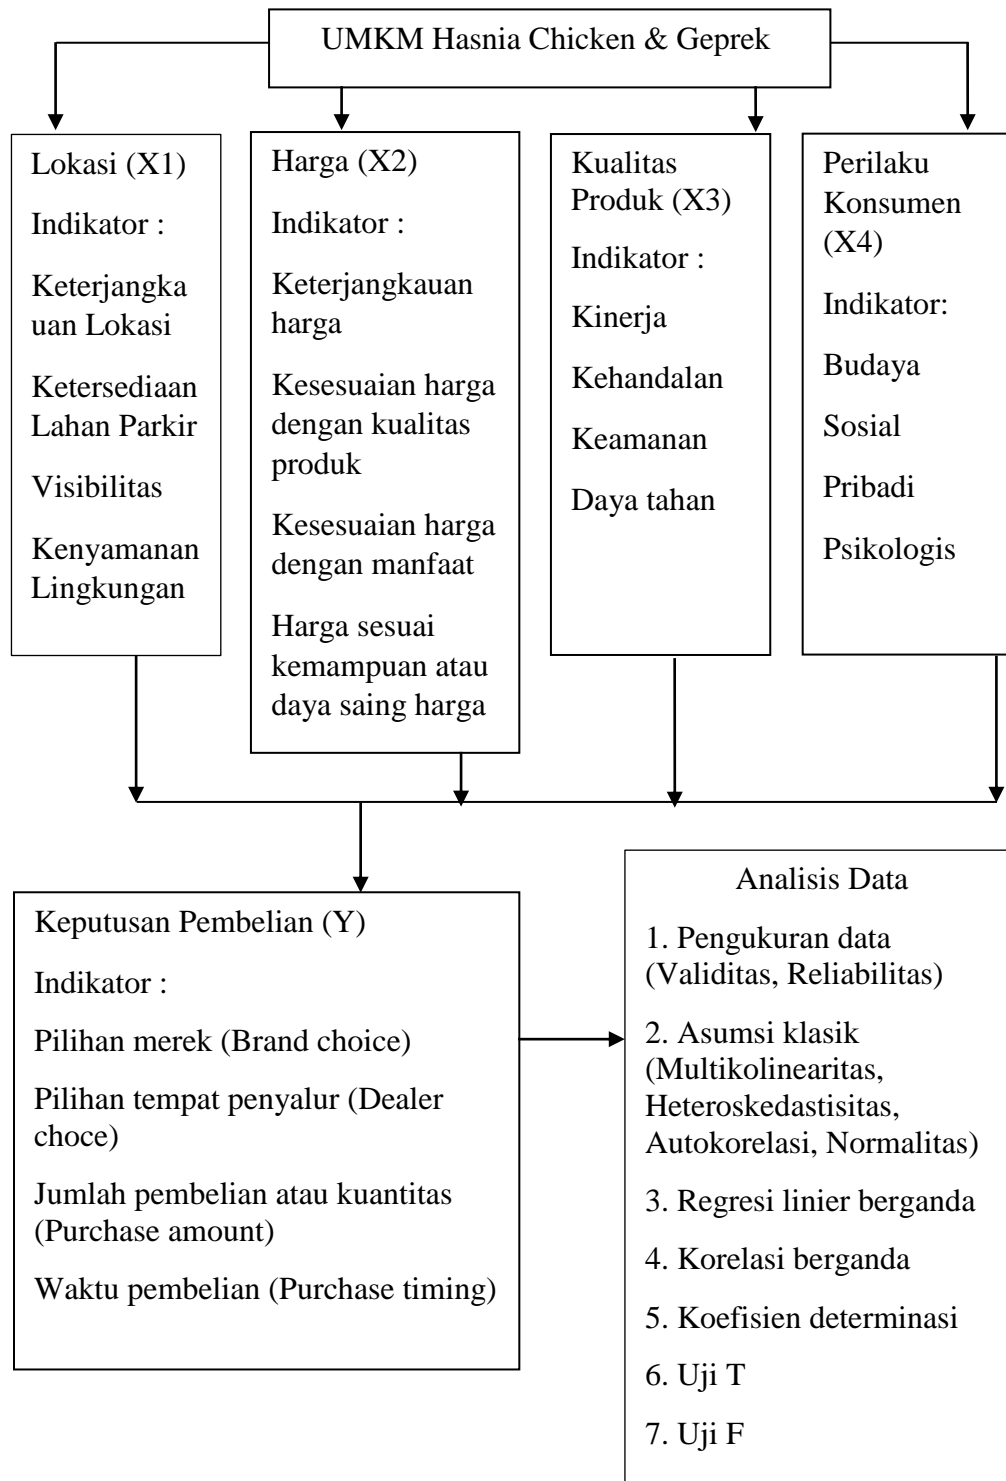 UMKM Hasnia Chicken & Geprek
Lokasi (X1)
Indikator :
Keterjangka
uan Lokasi
Ketersediaan
Lahan Parkir
Visibilitas
Kenyamanan
Lingkungan
Harga (X2)
Indikator :
Keterjangkauan
harga
Kesesuaian harga
dengan kualitas
produk
Kesesuaian harga
dengan manfaat
Harga sesuai
kemampuan atau
daya saing harga
Kualitas
Produk (X3)
Indikator :
Kinerja
Kehandalan
Keamanan
Daya tahan
Perilaku
Konsumen
(X4)
Indikator:
Budaya
Sosial
Pribadi
Psikologis
Keputusan Pembelian (Y)
Indikator :
Pilihan merek (Brand choice)
Pilihan tempat penyalur (Dealer
choce)
Jumlah pembelian atau kuantitas
(Purchase amount)
Waktu pembelian (Purchase timing)
Analisis Data
1. Pengukuran data
(Validitas, Reliabilitas)
2. Asumsi klasik
(Multikolinearitas,
Heteroskedastisitas,
Autokorelasi, Normalitas)
3. Regresi linier berganda
4. Korelasi berganda
5. Koefisien determinasi
6. Uji T
7. Uji F